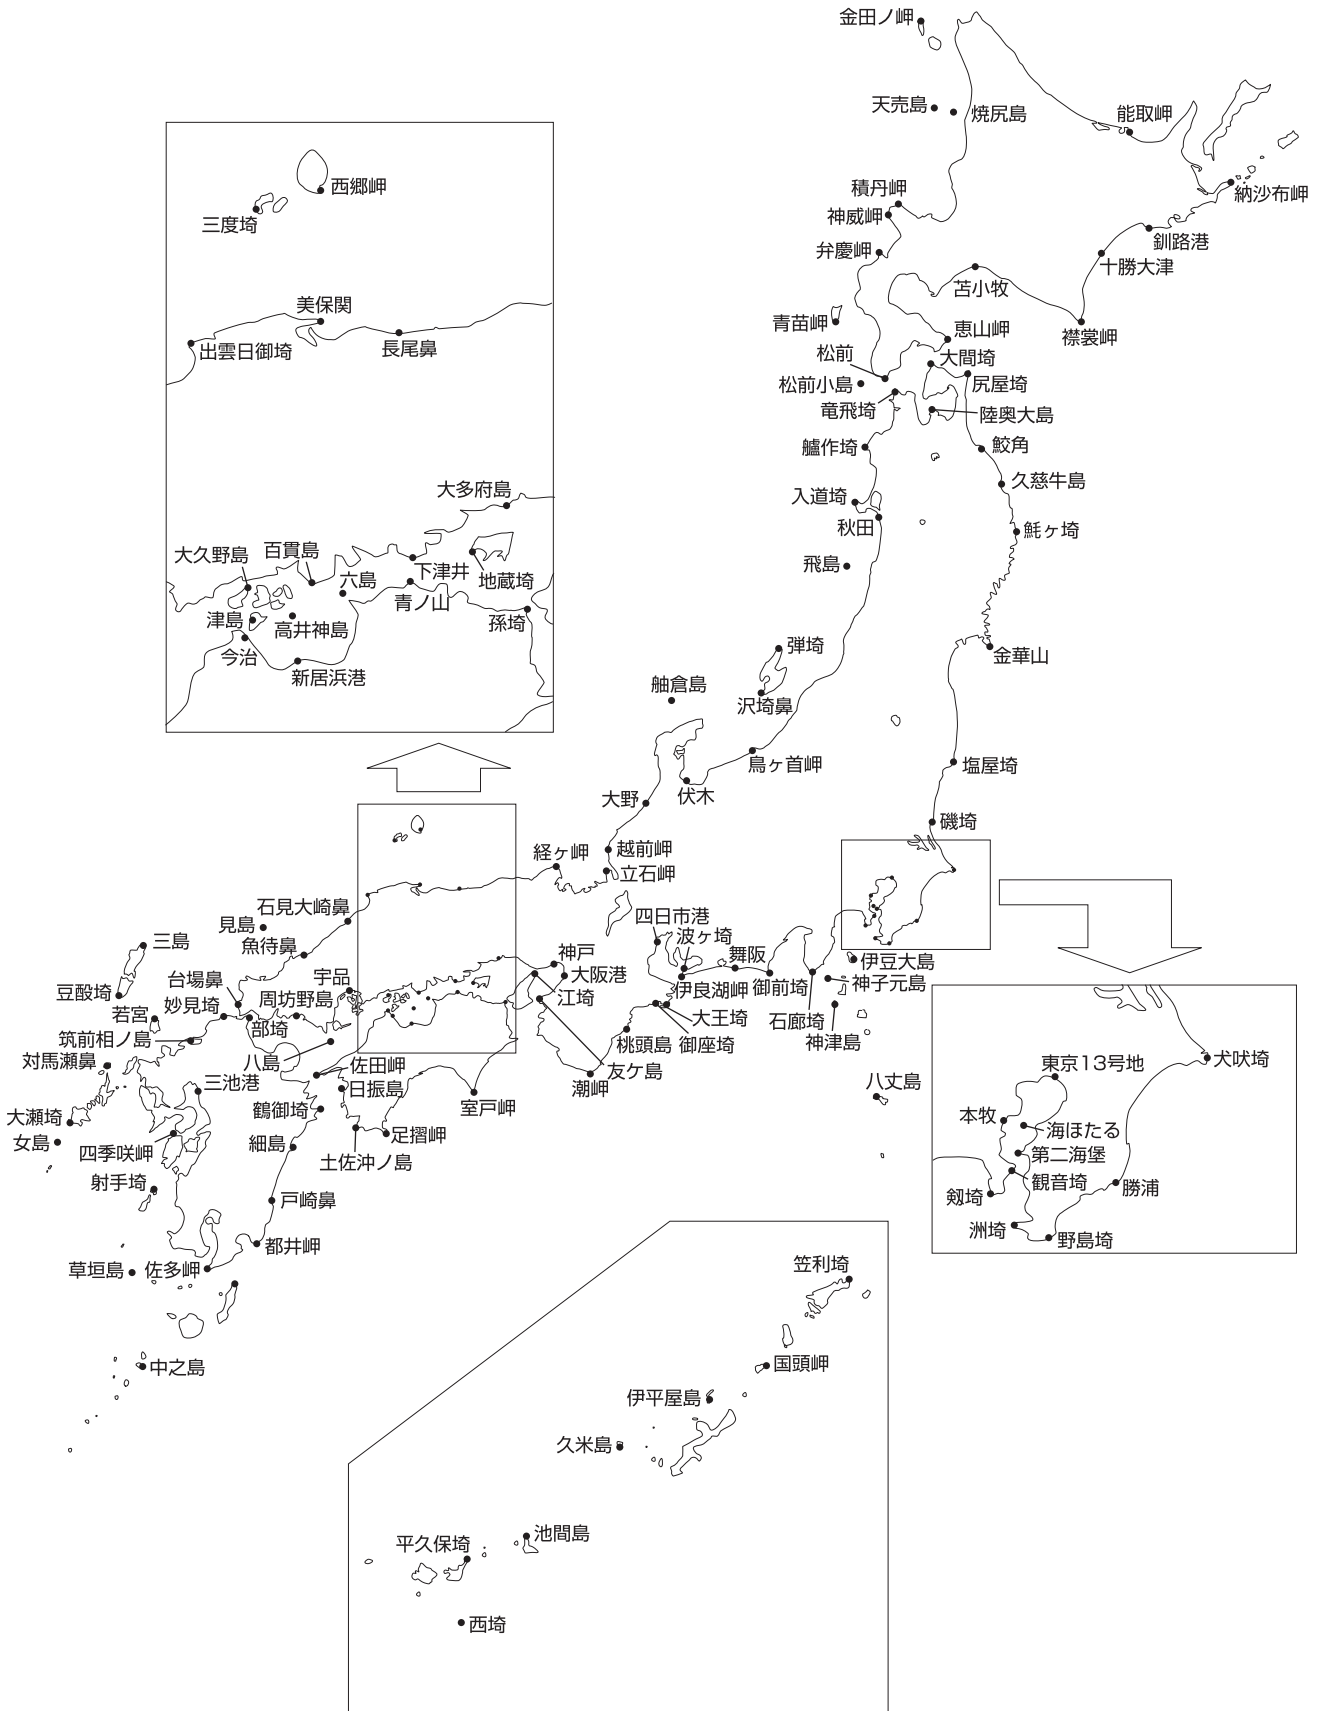 金田ノ岬
天売島
焼尻島
能取岬
納沙布岬
釧路港
十勝大津
積丹岬
神威岬
弁慶岬
苫小牧
襟裳岬
青苗岬
恵山岬
松前
大間埼
松前小島
尻屋埼
竜飛埼
陸奥大島
艫作埼
鮫角
久慈牛島
入道埼
秋田
魹ヶ埼
飛島
金華山
弾埼
沢埼鼻
舳倉島
鳥ヶ首岬
塩屋埼
伏木
大野
磯埼
西郷岬
三度埼
美保関
出雲日御埼
長尾鼻
大多府島
大久野島
百貫島
六島
下津井
地蔵埼
青ノ山
孫埼
津島
高井神島
今治
新居浜港
経ヶ岬
越前岬
立石岬
石見大崎鼻
見島
魚待鼻
四日市港
波ヶ埼
舞阪
伊豆大島
三島
台場鼻
宇品
神戸
大阪港
江埼
伊良湖岬
御前埼
神子元島
豆酘埼
妙見埼
周坊野島
若宮
部埼
大王埼
石廊埼
神津島
筑前相ノ島
桃頭島
御座埼
対馬瀬鼻
八島
佐田岬
友ケ島
潮岬
三池港
日振島
室戸岬
八丈島
大瀬埼
鶴御埼
女島
四季咲岬
細島
足摺岬
土佐沖ノ島
射手埼
戸崎鼻
都井岬
草垣島
佐多岬
中之島
東京13号地
犬吠埼
本牧
海ほたる
第二海堡
観音埼
剱埼
勝浦
洲埼
野島埼
笠利埼
国頭岬
伊平屋島
久米島
池間島
平久保埼
西埼